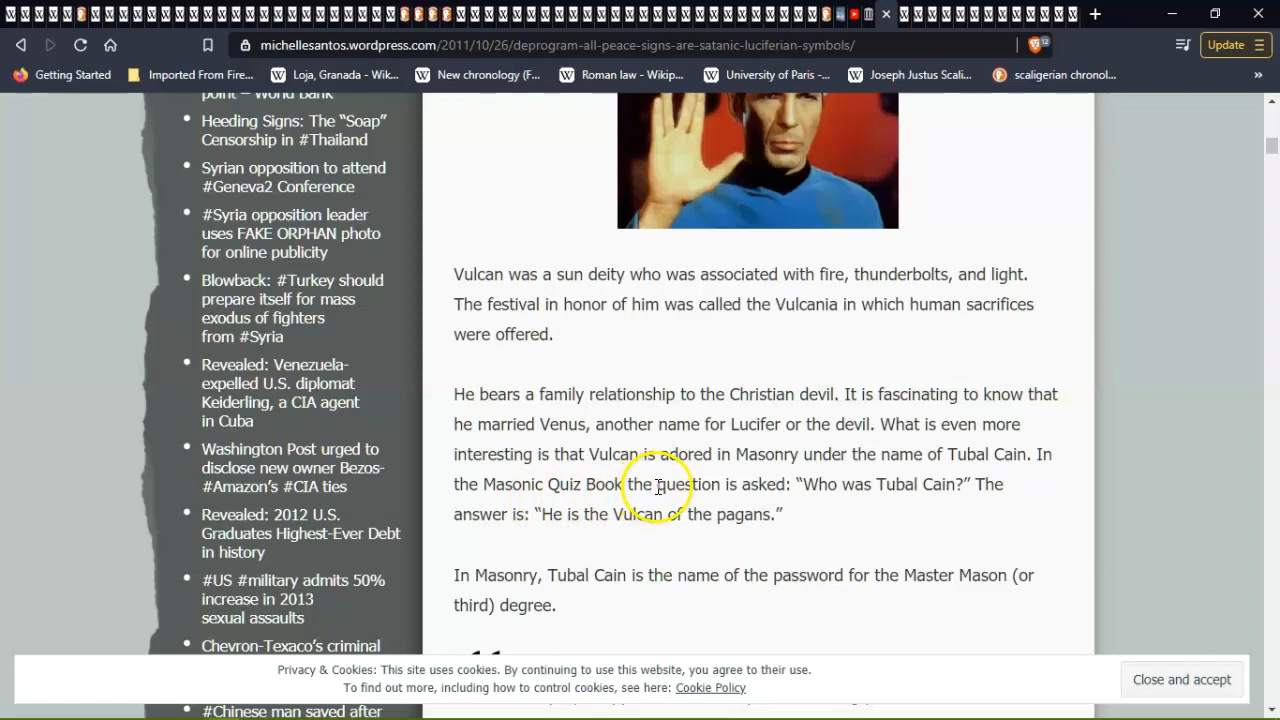 michellesantos.wordpress.com/2011/10/26/deprogram-all-peace-signs-are-satanic-luciferian-symbols/
12
Update
Getting Started
Imported From Fire...
Loja, Granada - Wik...
New chronology (F...
Roman law - Wikip...
University of Paris -...
Joseph Justus Scali...
scaligerian chronol...
»
point – World Bank
Heeding Signs: The “Soap”
Censorship in #Thailand
Syrian opposition to attend
#Geneva2 Conference
#Syria opposition leader
uses FAKE ORPHAN photo
for online publicity
Blowback: #Turkey should
prepare itself for mass
exodus of fighters
from #Syria
Revealed: Venezuela-
expelled U.S. diplomat
Keiderling, a CIA agent
in Cuba
Washington Post urged to
disclose new owner Bezos-
#Amazon’s #CIA ties
Revealed: 2012 U.S.
Graduates Highest-Ever Debt
in history
#US #military admits 50%
increase in 2013
sexual assaults
Chevron-Texaco’s criminal
#Chinese man saved after
Vulcan was a sun deity who was associated with fire, thunderbolts, and light.
The festival in honor of him was called the Vulcania in which human sacrifices
were offered.
He bears a family relationship to the Christian devil. It is fascinating to know that
he married Venus, another name for Lucifer or the devil. What is even more
interesting is that Vulcan is adored in Masonry under the name of Tubal Cain. In
the Masonic Quiz Book the question is asked: “Who was Tubal Cain?” The
answer is: “He is the Vulcan of the pagans.”
In Masonry, Tubal Cain is the name of the password for the Master Mason (or
third) degree.
Privacy & Cookies: This site uses cookies. By continuing to use this website, you agree to their use.
To find out more, including how to control cookies, see here: Cookie Policy
Close and accept